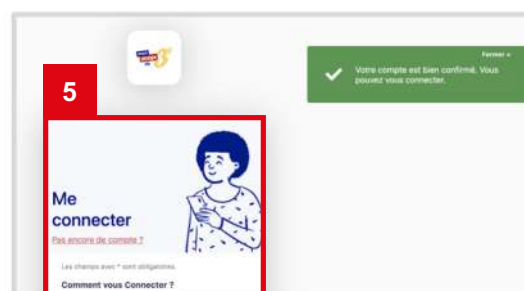 Fermer ×
Votre compte est bien confirmé. Vous
pouvez vous connecter.
5
Me
connecter
Pas encore de compte ?
Les champs avec * sont obligatoires.
Comment vous Connecter ?